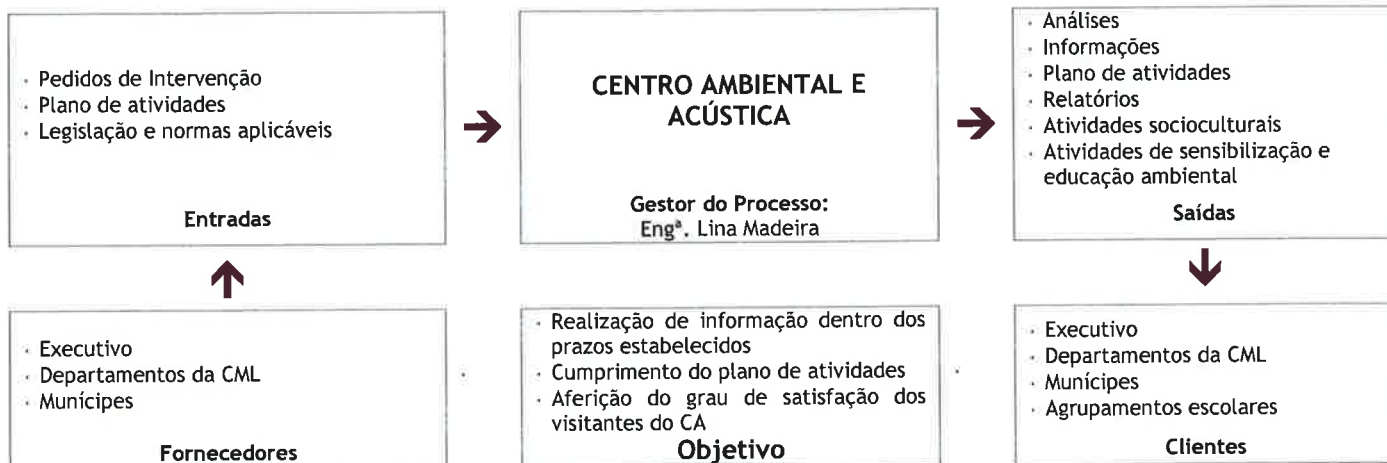 · Pedidos de Intervenção
· Plano de atividades
· Legislação e normas aplicáveis
Entradas
CENTRO AMBIENTAL E
ACÚSTICA
Gestor do Processo:
Engª. Lina Madeira
· Análises
· Informações
· Plano de atividades
· Relatórios
· Atividades socioculturais
· Atividades de sensibilização e
educação ambiental
Saídas
· Executivo
· Departamentos da CML
· Munícipes
Fornecedores
· Realização de informação dentro dos
prazos estabelecidos
· Cumprimento do plano de atividades
· Aferição do grau de satisfação dos
visitantes do CA
Objetivo
· Executivo
· Departamentos da CML
· Munícipes
· Agrupamentos escolares
Clientes